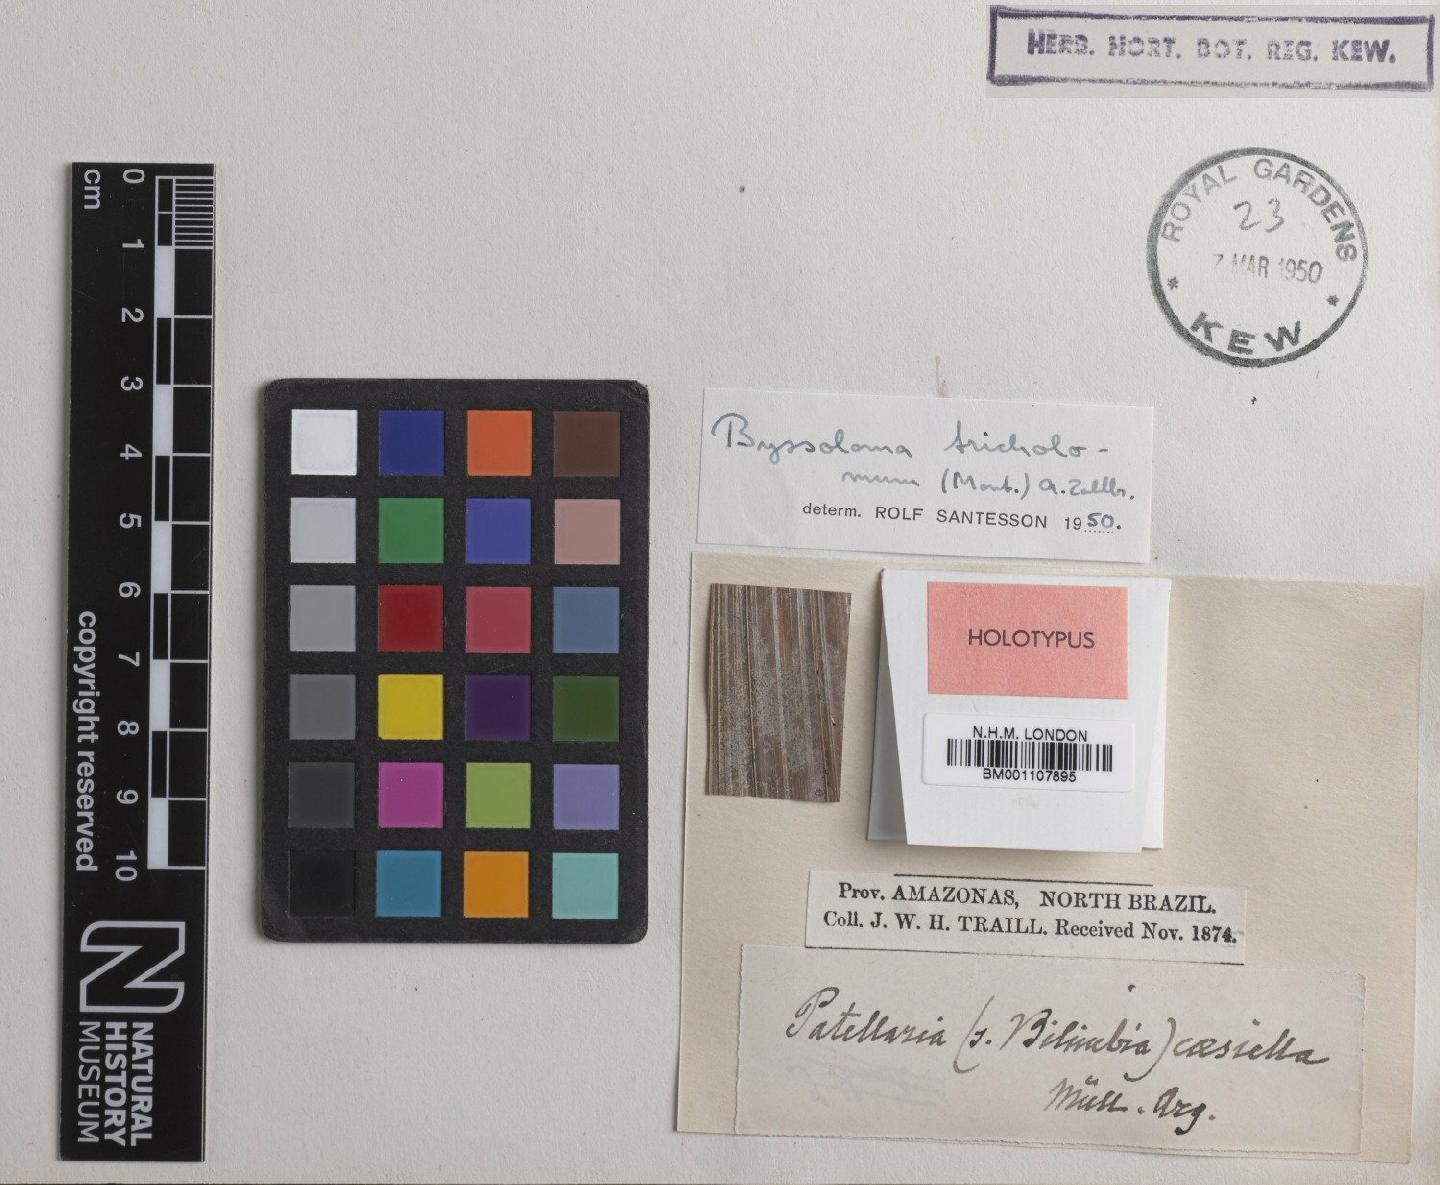 HERB. HORT. BOT. REG. KEW.
ROYAL GARDENS
23
7 MAR 1950
* KEW *
0
cm
1
2
3
4
5
6
7
8
9
10
copyright reserved
NATURAL
HISTORY
MUSEUM
Byssoloma tricholo-
mum (Mont.) A. Zahlbr.
determ. ROLF SANTESSON 1950.
HOLOTYPUS
N.H.M. LONDON
BM001107895
Prov. AMAZONAS, NORTH BRAZIL.
Coll. J. W. H. TRAILL. Received Nov. 1874.
Patellaria (s. Bilimbia) cæsiella
Müll. Arg.